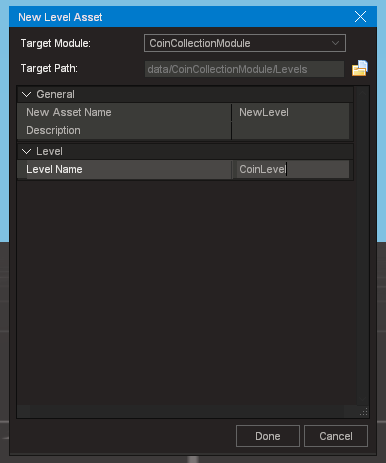 New Level Asset
Target Module: CoinCollectionModule
Target Path: data/CoinCollectionModule/Levels
General
New Asset Name NewLevel
Description
Level
Level Name CoinLevel
Done Cancel